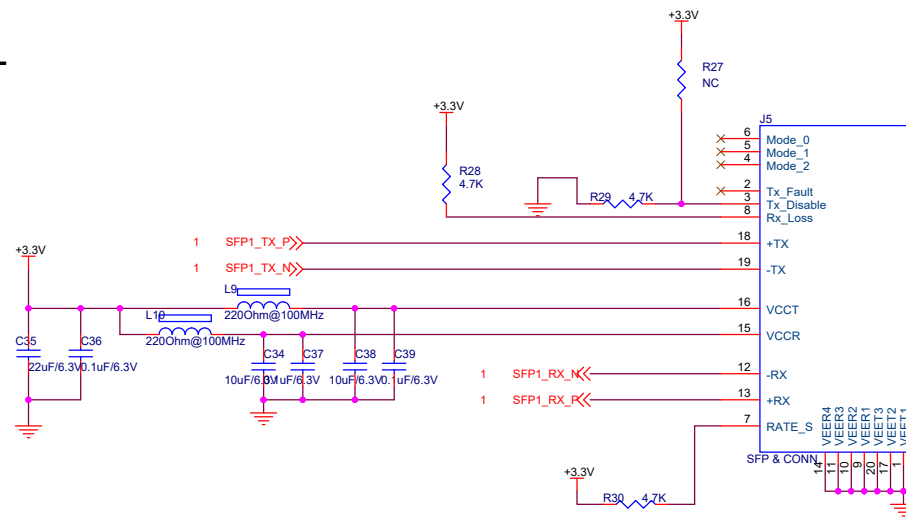 +3.3V
R27
NC
+3.3V
J5
6 Mode_0
5 Mode_1
4 Mode_2
R28
4.7K
2 Tx_Fault
R29 4.7K
3 Tx_Disable
8 Rx_Loss
1 SFP1_TX_P
18 +TX
+3.3V
1 SFP1_TX_N
19 -TX
L9
220Ohm@100MHz
16 VCCT
L10
220Ohm@100MHz
15 VCCR
C35
22uF/6.3V
C36
0.1uF/6.3V
C34
10uF/6.3V
C37
0.1uF/6.3V
C38
10uF/6.3V
C39
0.1uF/6.3V
1 SFP1_RX_N
12 -RX
1 SFP1_RX_P
13 +RX
7 RATE_S
VEER4
VEER3
VEER2
VEER1
VEET3
VEET2
VEET1
SFP & CONN
14
11
10
9
20
17
1
+3.3V
R30 4.7K